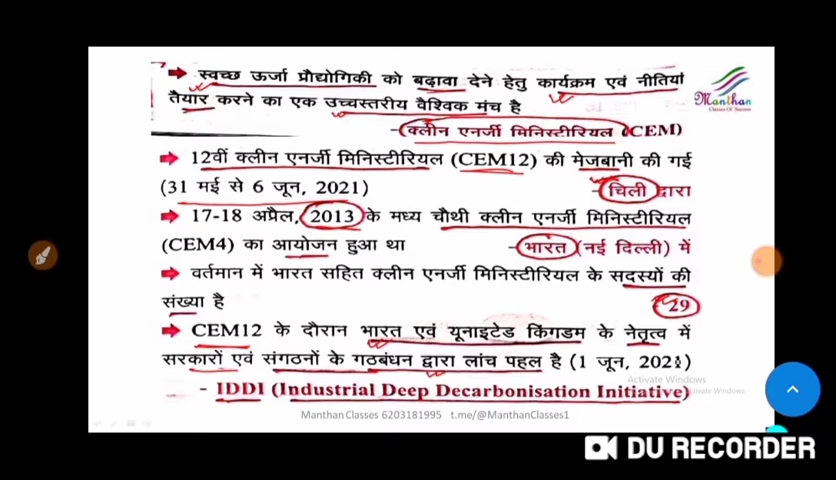 ➡ स्वच्छ ऊर्जा प्रौद्योगिकी को बढ़ावा देने हेतु कार्यक्रम एवं नीतियां
तैयार करने का एक उच्चस्तरीय वैश्विक मंच है
Manthan
Classes Of Success
-क्लीन एनर्जी मिनिस्टीरियल (CEM)
➡ 12वीं क्लीन एनर्जी मिनिस्टीरियल (CEM12) की मेजबानी की गई
(31 मई से 6 जून, 2021) -चिली द्वारा
➡ 17-18 अप्रैल, 2013 के मध्य चौथी क्लीन एनर्जी मिनिस्टीरियल
(CEM4) का आयोजन हुआ था -भारत (नई दिल्ली) में
➡ वर्तमान में भारत सहित क्लीन एनर्जी मिनिस्टीरियल के सदस्यों की
संख्या है -29
➡ CEM12 के दौरान भारत एवं यूनाइटेड किंगडम के नेतृत्व में
सरकारों एवं संगठनों के गठबंधन द्वारा लांच पहल है (1 जून, 2021)
Activate Windows
- IDDI (Industrial Deep Decarbonisation Initiative)
Manthan Classes 6203181995 t.me/@ManthanClasses1
DU RECORDER